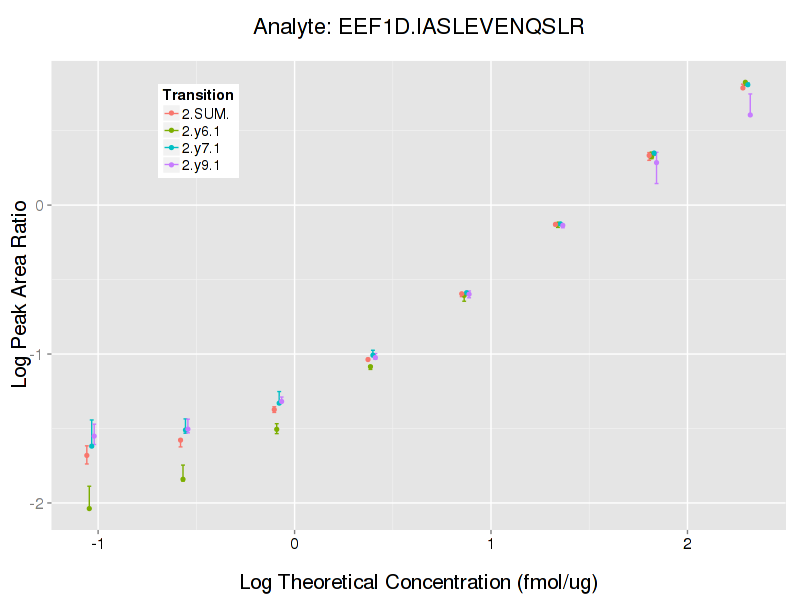 Analyte: EEF1D.IASLEVENQSLR
Transition
2.SUM.
2.y6.1
2.y7.1
2.y9.1
Log Peak Area Ratio
0
-1
-2
-1
0
1
2
Log Theoretical Concentration (fmol/ug)